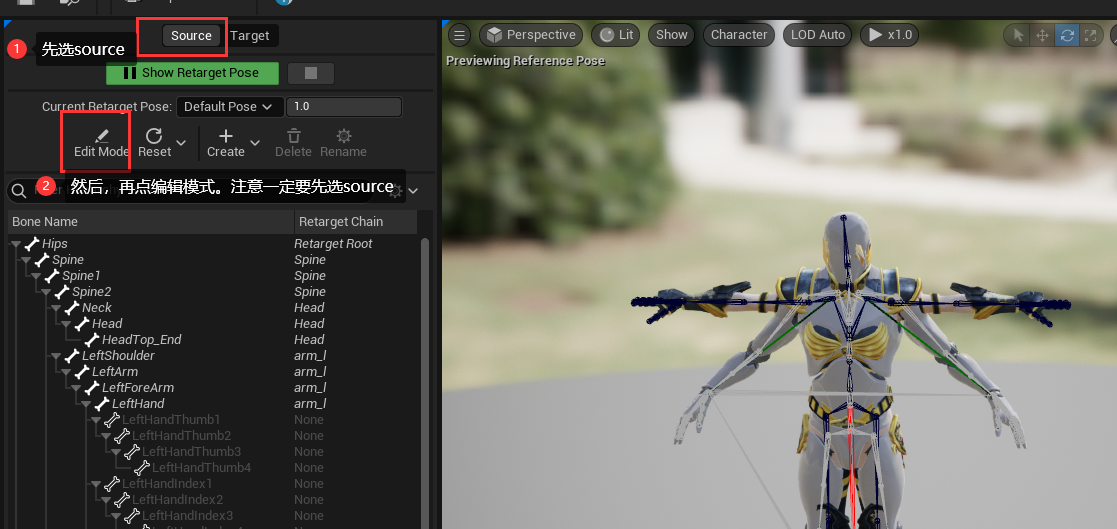 Source
Target
1
先选source
Show Retarget Pose
Current Retarget Pose:
Default Pose
1.0
Edit Mode
Reset
Create
Delete
Rename
2
然后，再点编辑模式。注意一定要先选source
Bone Name
Retarget Chain
Hips
Retarget Root
Spine
Spine
Spine1
Spine
Spine2
Spine
Neck
Head
Head
Head
HeadTop_End
Head
LeftShoulder
arm_l
LeftArm
arm_l
LeftForeArm
arm_l
LeftHand
arm_l
LeftHandThumb1
None
LeftHandThumb2
None
LeftHandThumb3
None
LeftHandThumb4
None
LeftHandIndex1
None
LeftHandIndex2
None
LeftHandIndex3
None
Perspective
Lit
Show
Character
LOD Auto
x1.0
Previewing Reference Pose